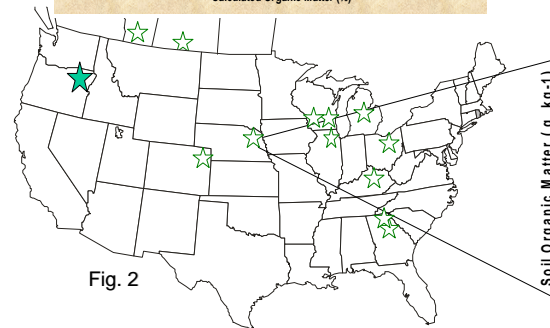 Calculated Organic Matter (%)
Soil Organic Matter (g kg-1)
Fig. 2